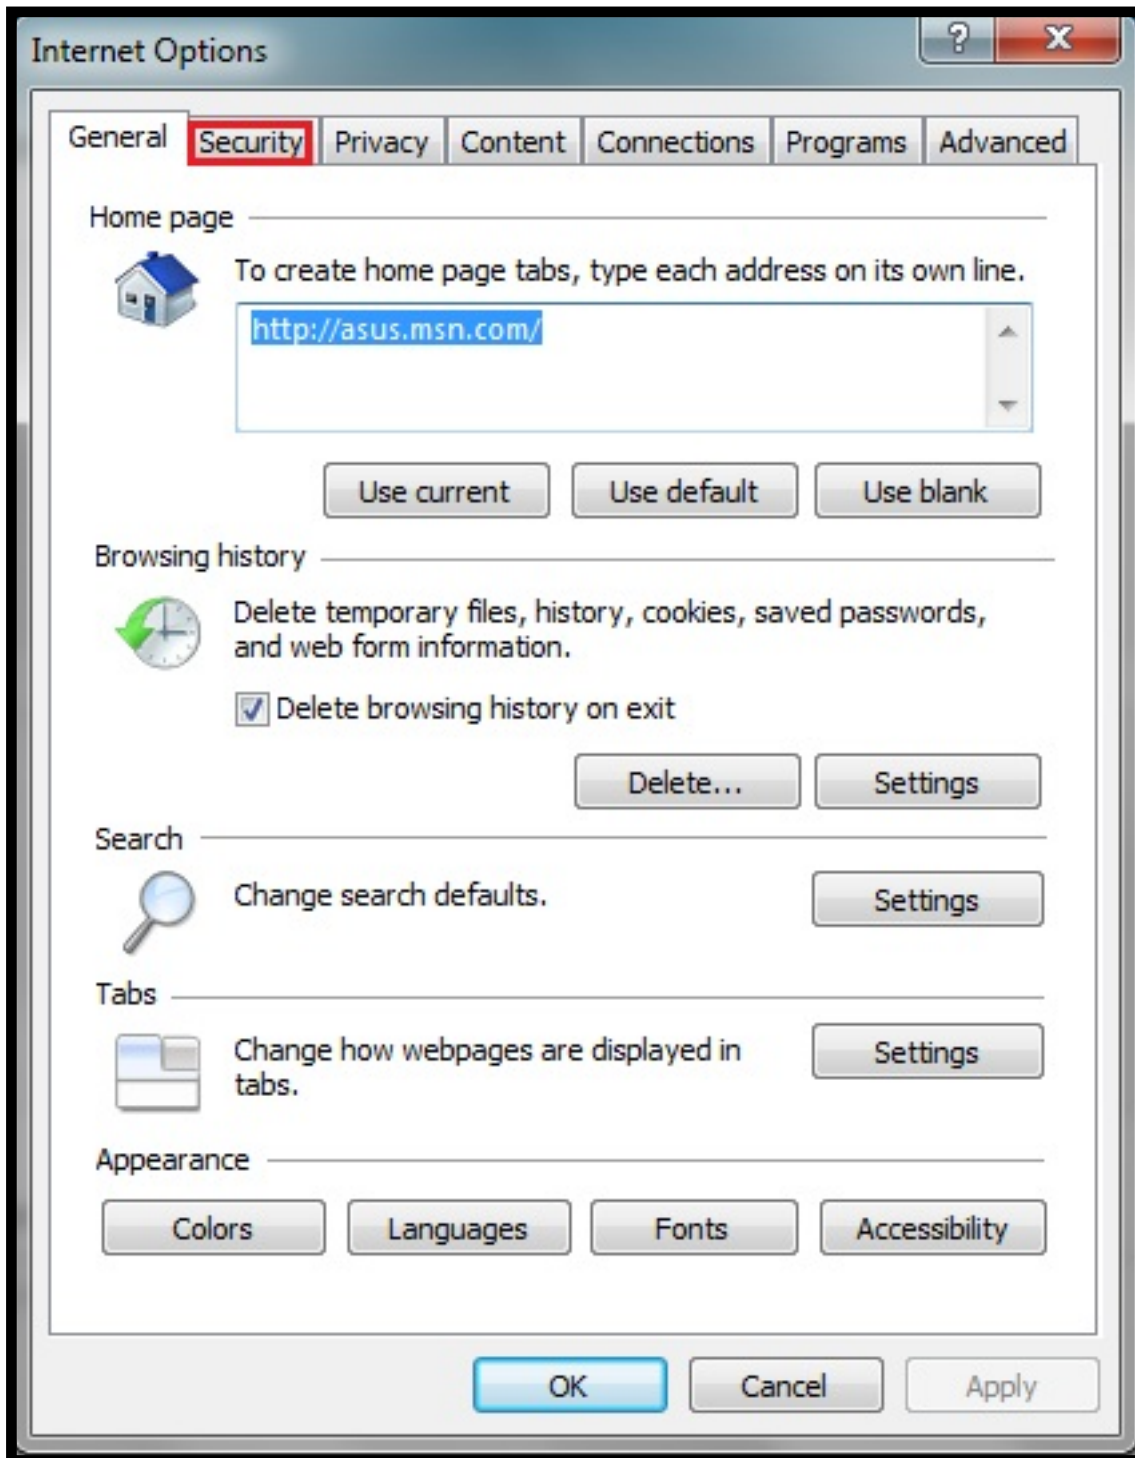 Internet Options
?
X
General Security Privacy Content Connections Programs Advanced
Home page
To create home page tabs, type each address on its own line.
http://asus.msn.com/
Use current Use default Use blank
Browsing history
Delete temporary files, history, cookies, saved passwords,
and web form information.
Delete browsing history on exit
Delete... Settings
Search
Change search defaults.
Settings
Tabs
Change how webpages are displayed in
tabs.
Settings
Appearance
Colors Languages Fonts Accessibility
OK Cancel Apply